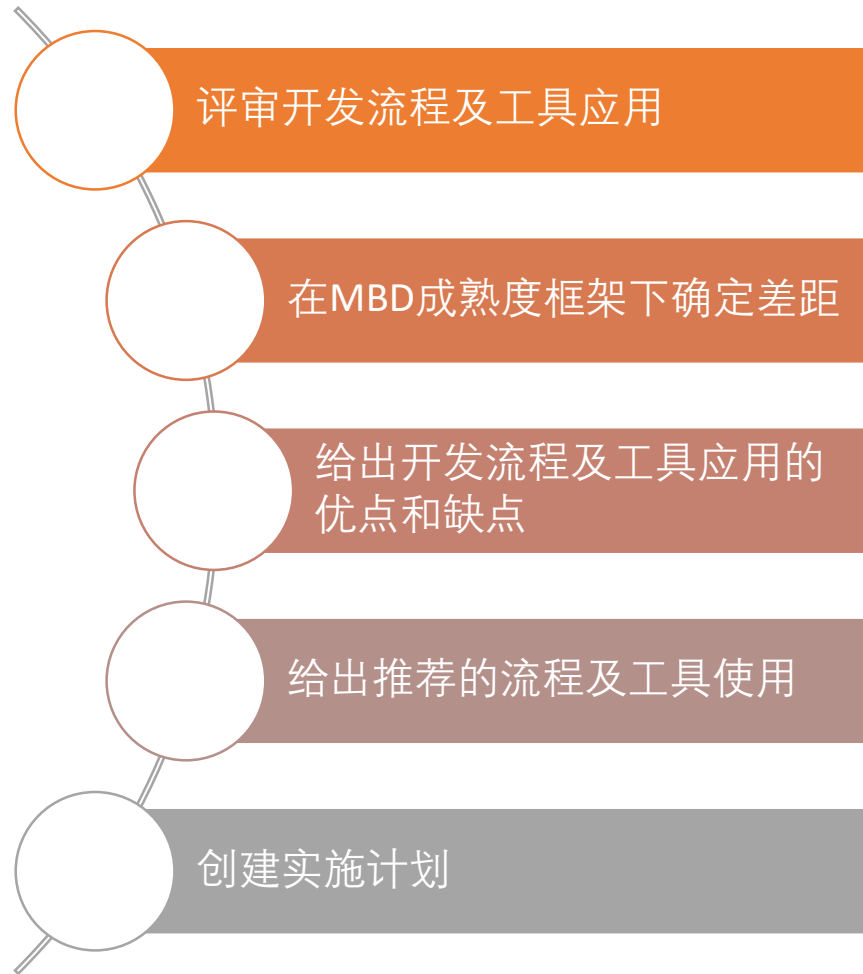 评审开发流程及工具应用
在MBD成熟度框架下确定差距
给出开发流程及工具应用的
优点和缺点
给出推荐的流程及工具使用
创建实施计划